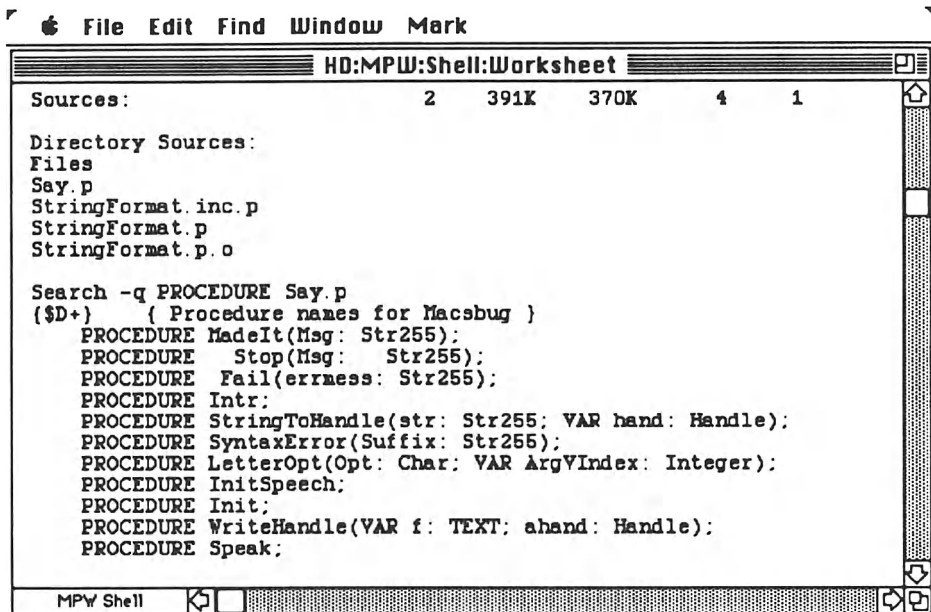 File Edit Find Window Mark
HD:MPW:Shell:Worksheet
Sources: 2 391K 370K 4 1
Directory Sources:
Files
Say.p
StringFormat.inc.p
StringFormat.p
StringFormat.p.o
Search -q PROCEDURE Say.p
{$D+} { Procedure names for Macsbug }
PROCEDURE MadeIt(Msg: Str255);
PROCEDURE Stop(Msg: Str255);
PROCEDURE Fail(errmess: Str255);
PROCEDURE Intr;
PROCEDURE StringToHandle(str: Str255; VAR hand: Handle);
PROCEDURE SyntaxError(Suffix: Str255);
PROCEDURE LetterOpt(Opt: Char; VAR ArgVIndex: Integer);
PROCEDURE InitSpeech;
PROCEDURE Init;
PROCEDURE WriteHandle(VAR f: TEXT; ahand: Handle);
PROCEDURE Speak;
MPW Shell